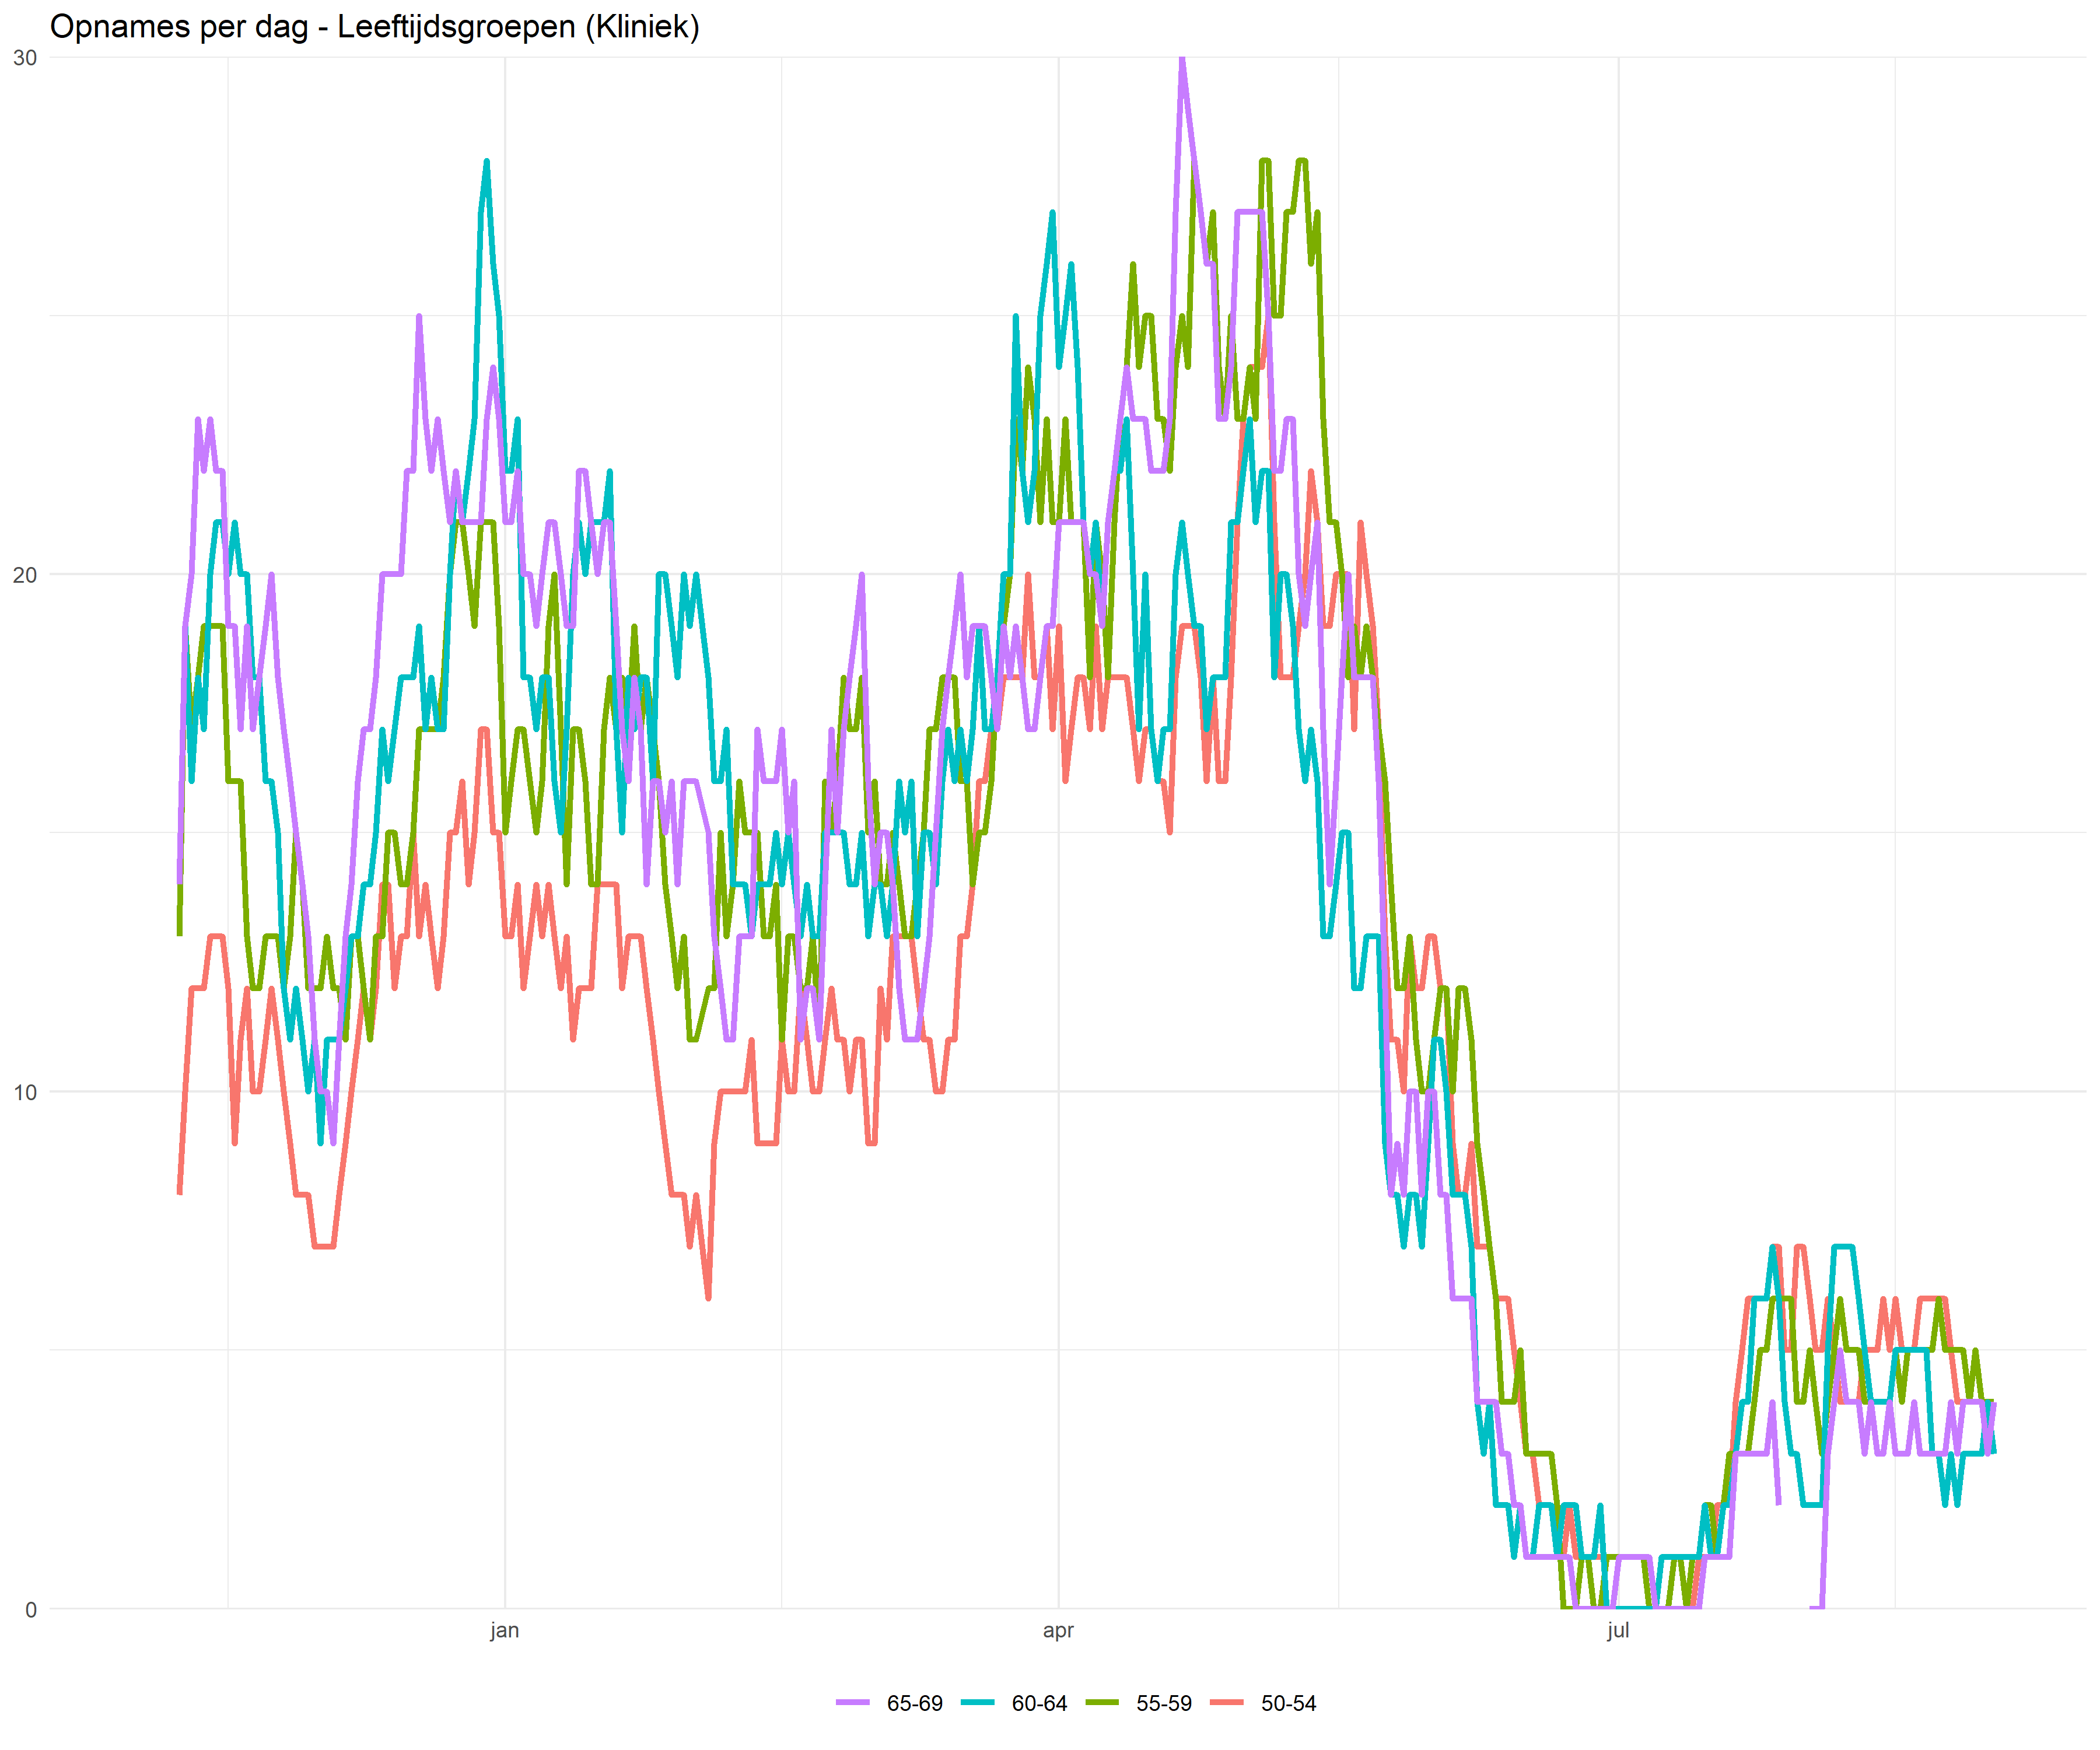 Opnames per dag - Leeftijdsgroepen (Kliniek)
30
20
10
0
jan apr jul
65-69 60-64 55-59 50-54